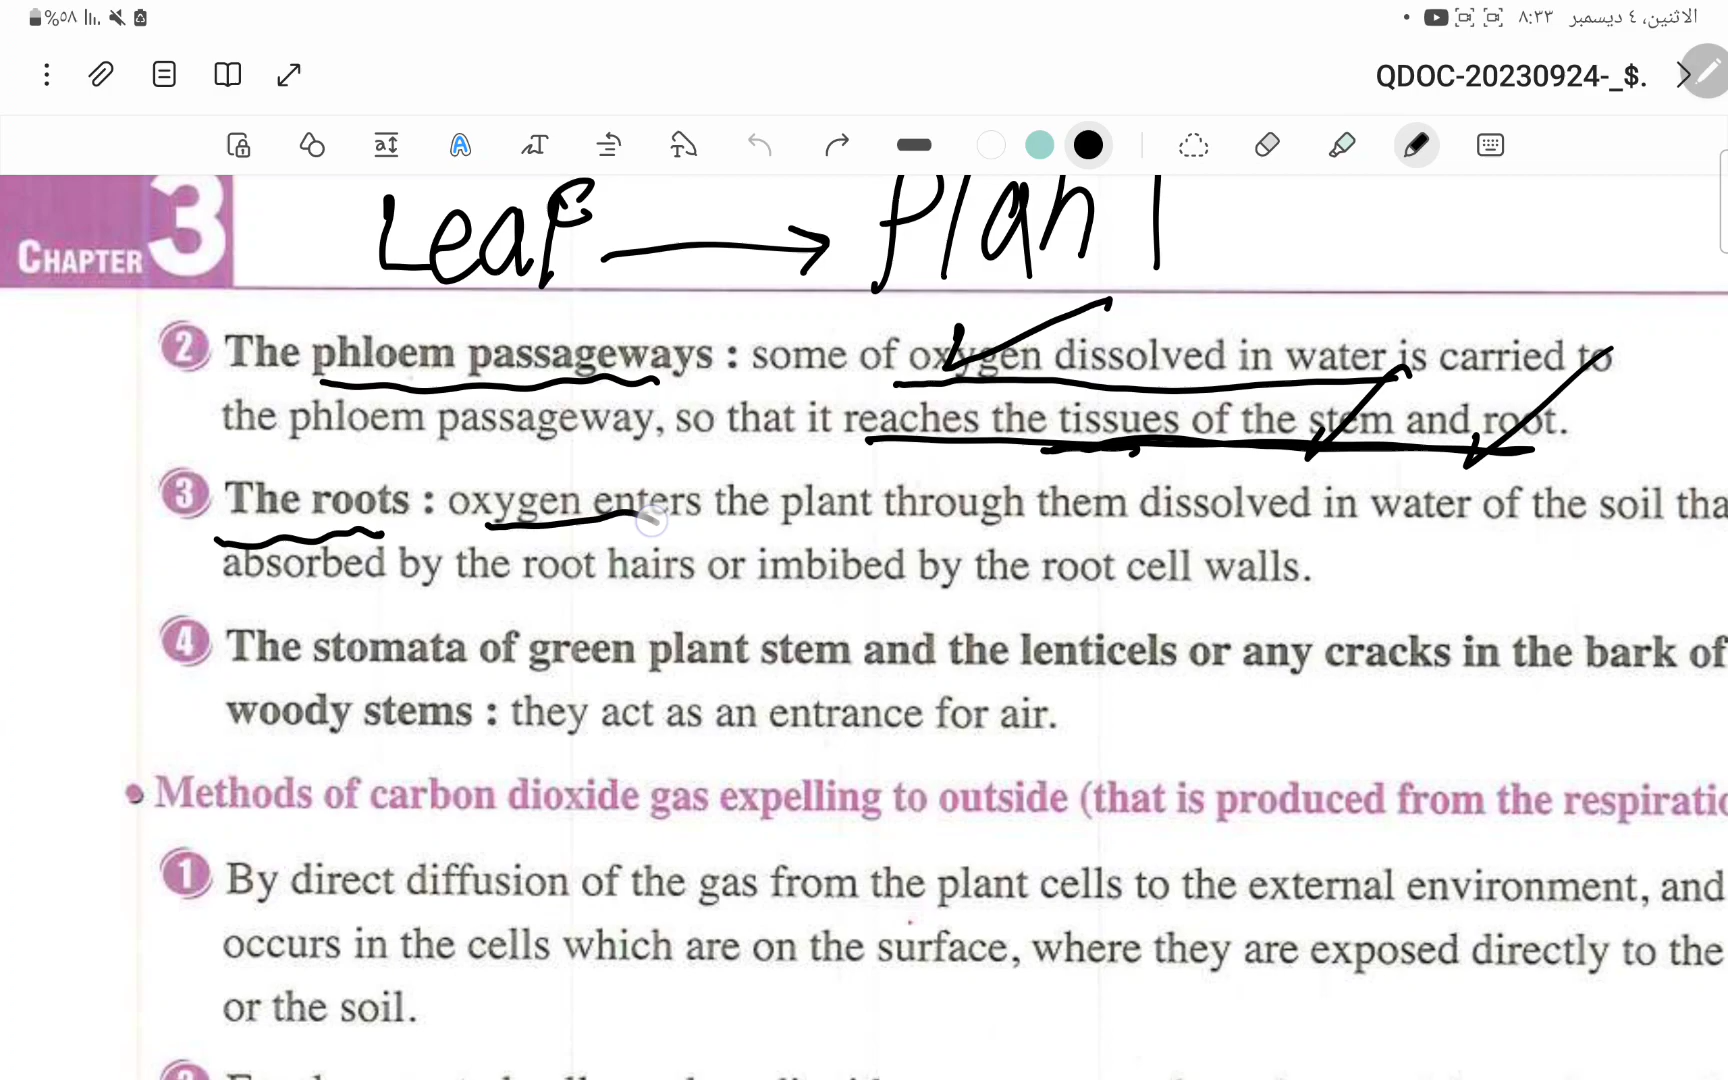 %٥٨
الاثنين، ٤ ديسمبر ٨:٣٣
QDOC-20230924-_$.
CHAPTER 3
Leaf → Plant
2 The phloem passageways : some of oxygen dissolved in water is carried to
the phloem passageway, so that it reaches the tissues of the stem and root.
3 The roots : oxygen enters the plant through them dissolved in water of the soil tha
absorbed by the root hairs or imbibed by the root cell walls.
4 The stomata of green plant stem and the lenticels or any cracks in the bark of
woody stems : they act as an entrance for air.
• Methods of carbon dioxide gas expelling to outside (that is produced from the respiratio
1 By direct diffusion of the gas from the plant cells to the external environment, and
occurs in the cells which are on the surface, where they are exposed directly to the
or the soil.